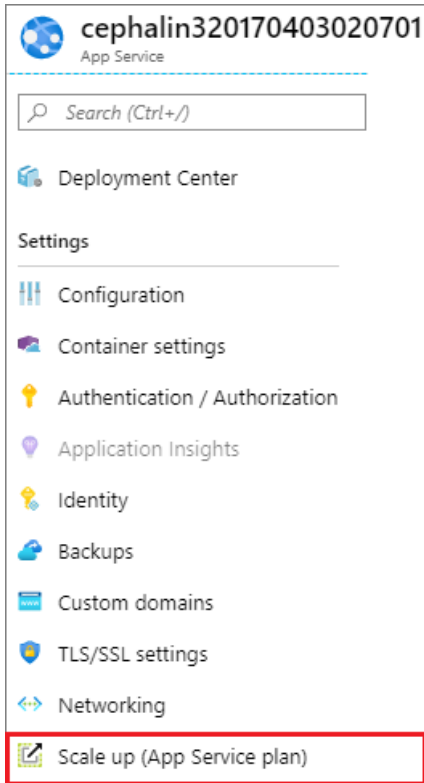 cephalin320170403020701
App Service
Search (Ctrl+/)
Deployment Center
Settings
Configuration
Container settings
Authentication / Authorization
Application Insights
Identity
Backups
Custom domains
TLS/SSL settings
Networking
Scale up (App Service plan)